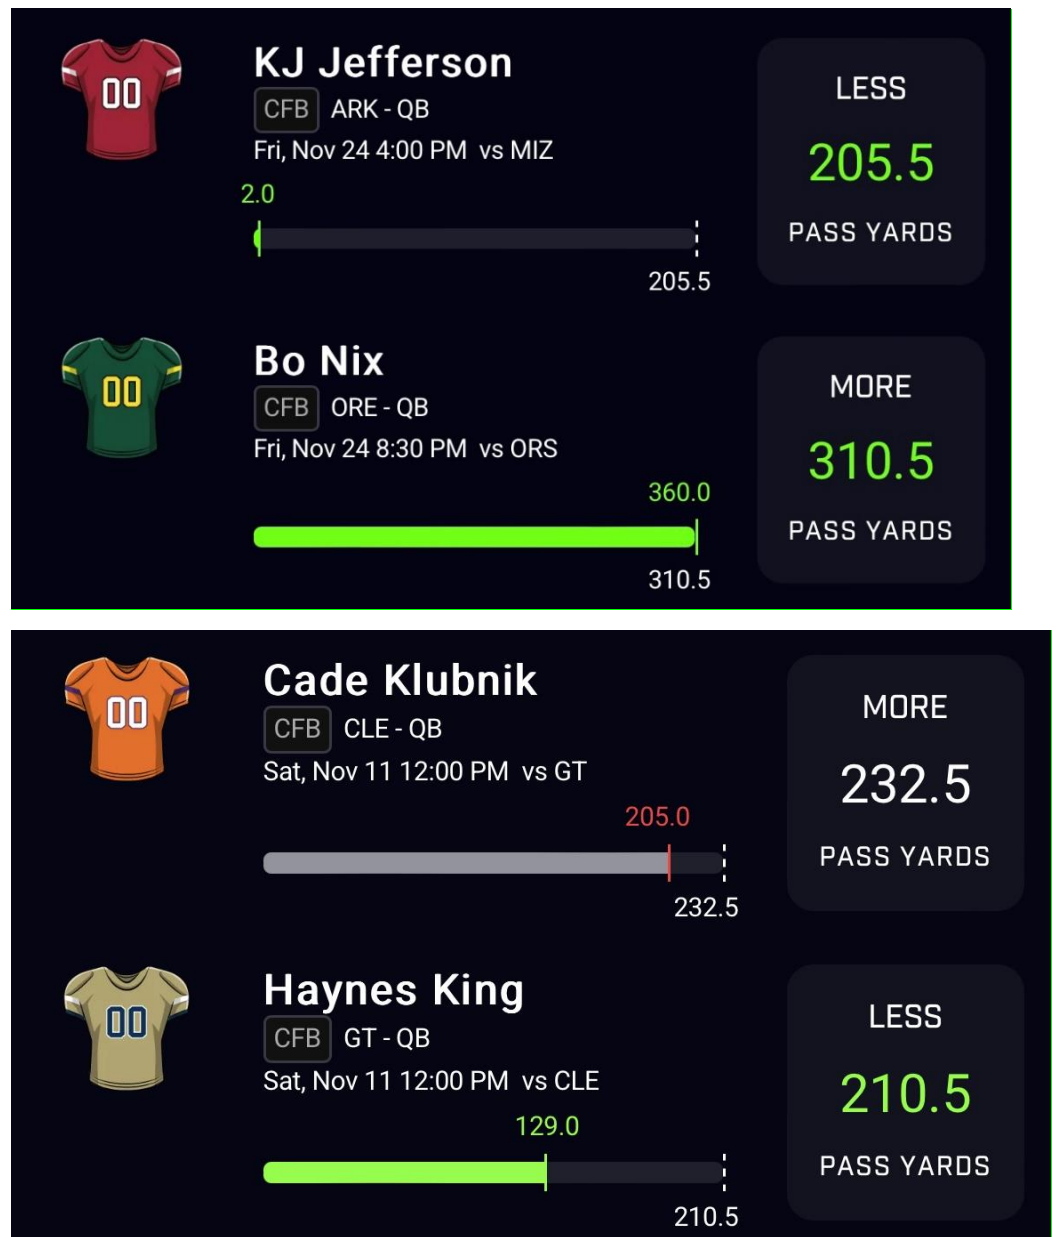 00
KJ Jefferson
CFB ARK - QB
Fri, Nov 24 4:00 PM vs MIZ
2.0
205.5
LESS
205.5
PASS YARDS
00
Bo Nix
CFB ORE - QB
Fri, Nov 24 8:30 PM vs ORS
360.0
310.5
MORE
310.5
PASS YARDS
00
Cade Klubnik
CFB CLE - QB
Sat, Nov 11 12:00 PM vs GT
205.0
232.5
MORE
232.5
PASS YARDS
00
Haynes King
CFB GT - QB
Sat, Nov 11 12:00 PM vs CLE
129.0
210.5
LESS
210.5
PASS YARDS